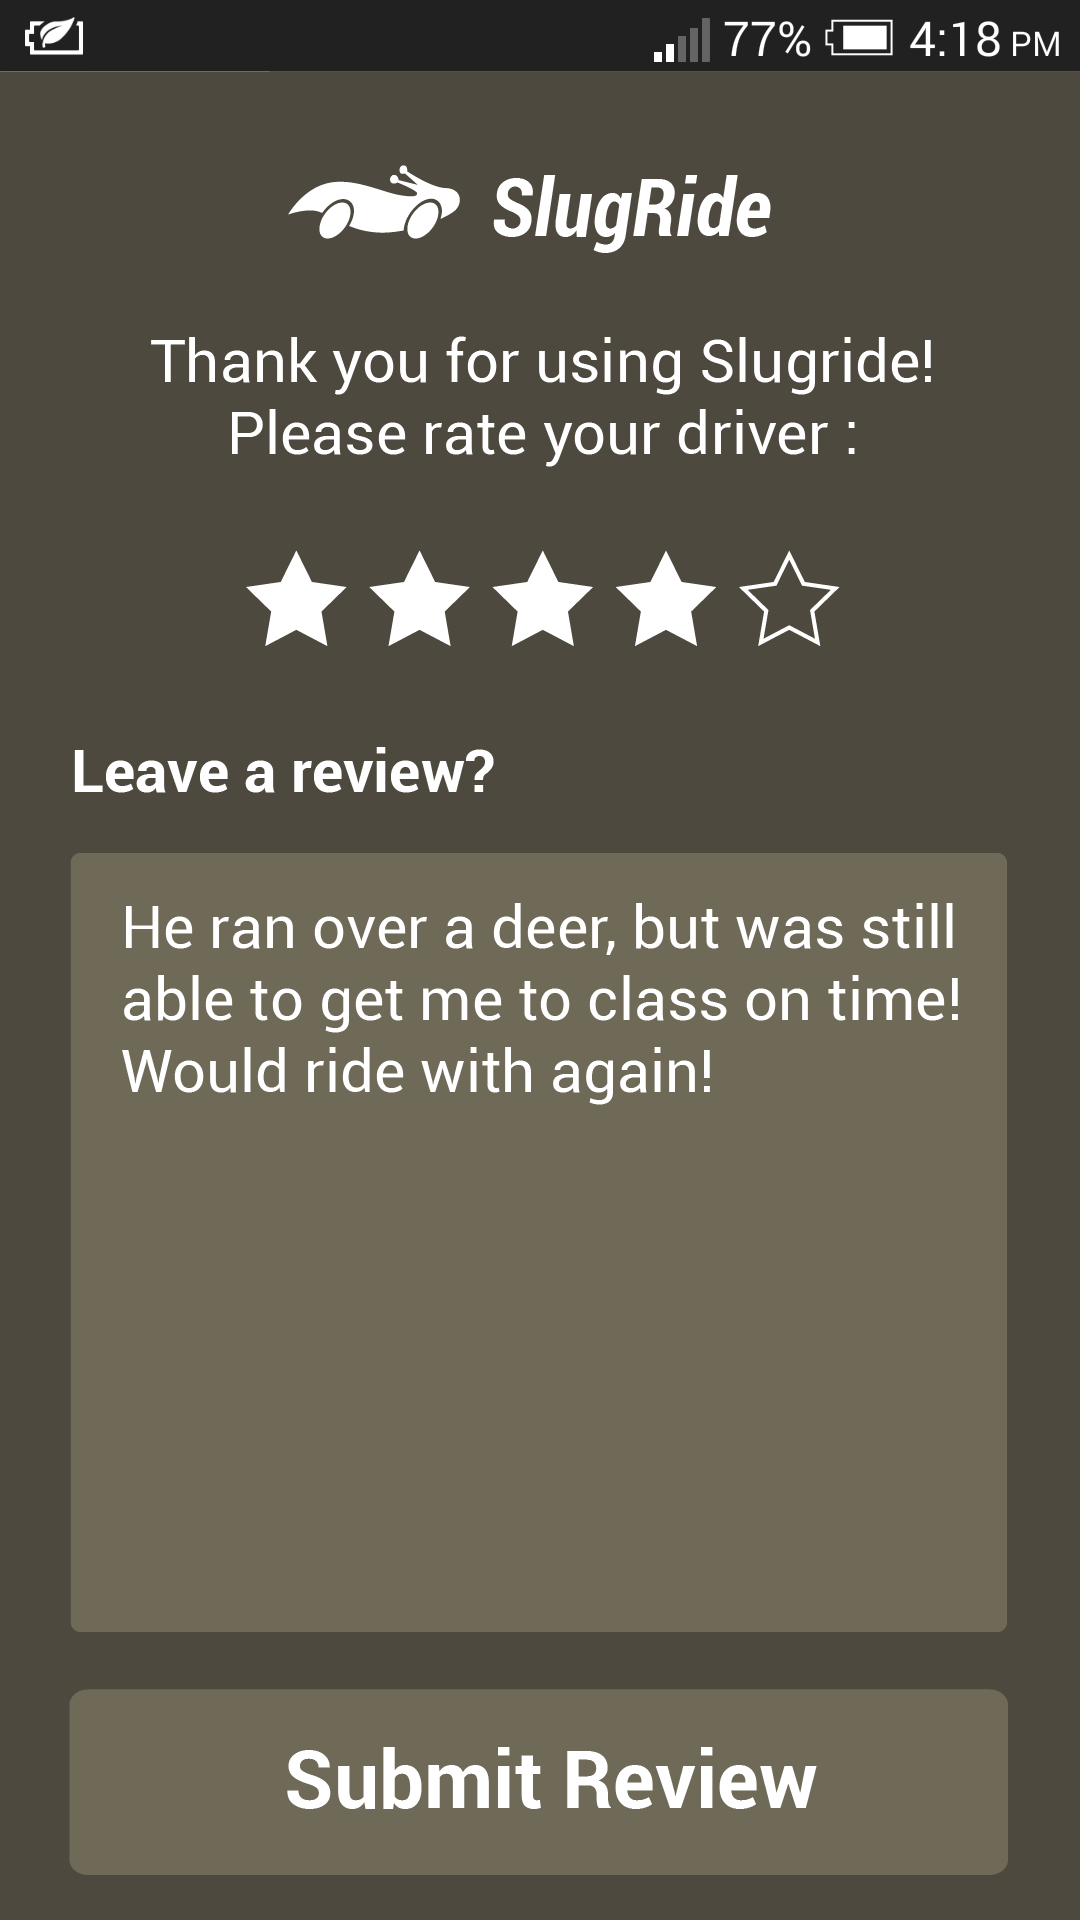 77% 4:18 PM
SlugRide
Thank you for using Slugride!
Please rate your driver :
Leave a review?
He ran over a deer, but was still
able to get me to class on time!
Would ride with again!
Submit Review